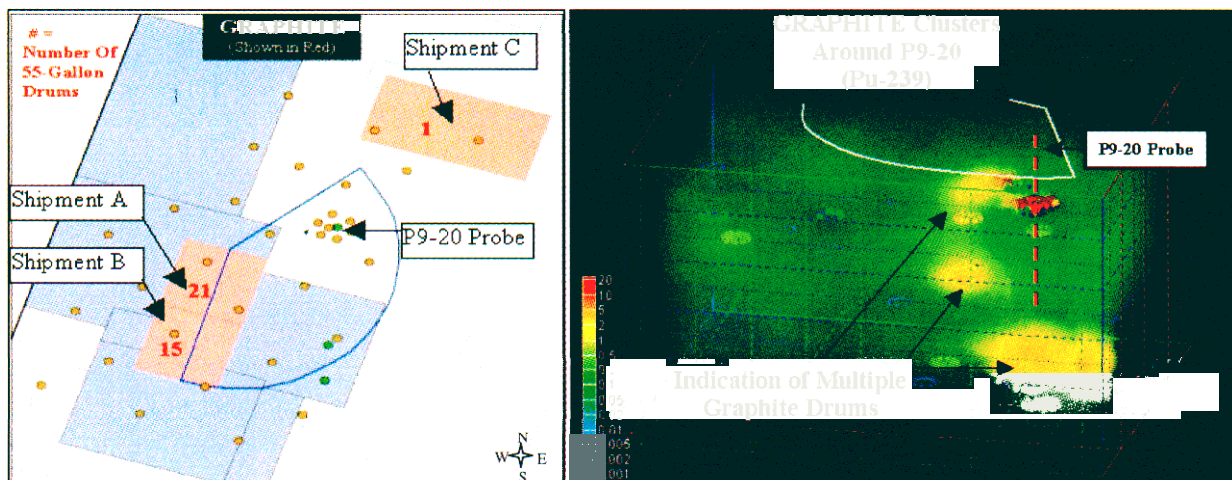 # =
Number Of
55-Gallon
Drums
GRAPHITE
(Shown in Red)
Shipment C
1
Shipment A
Shipment B
21
15
P9-20 Probe
N
W E
S
GRAPHITE Clusters
Around P9-20
(Pu-239)
P9-20 Probe
20
10
5
2
1
Indication of Multiple
Graphite Drums
0.01
005
002
001